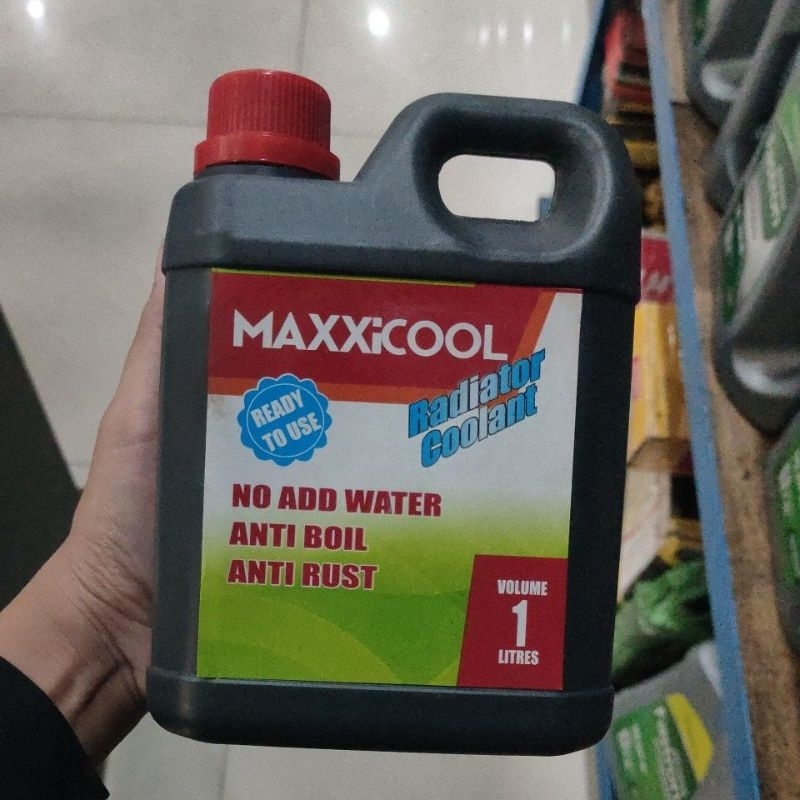 MAXXiCOOL
Radiator
Coolant
READY
TO USE
NO ADD WATER
ANTI BOIL
ANTI RUST
VOLUME
1
LITRES